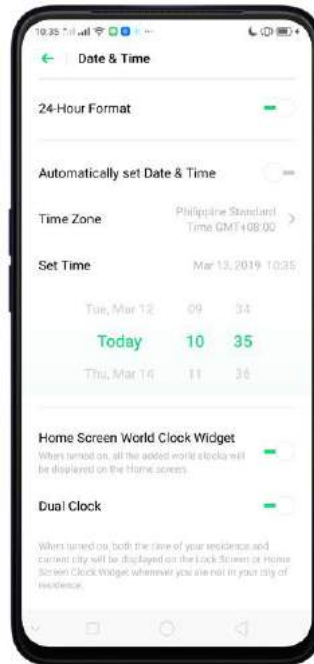 10:35
Date & Time
24-Hour Format
Automatically set Date & Time
Time Zone
Philippine Standard
Time GMT+08:00
Set Time
Mar 13, 2019 10:35
Tue, Mar 12 09 34
Today 10 35
Thu, Mar 14 11 36
Home Screen World Clock Widget
When turned on, all the added world clocks will
be displayed on the Home screen.
Dual Clock
When turned on, both the time of your residence and
current city will be displayed on the Lock Screen or Home
Screen Clock Widget whenever you are not in your city of
residence.